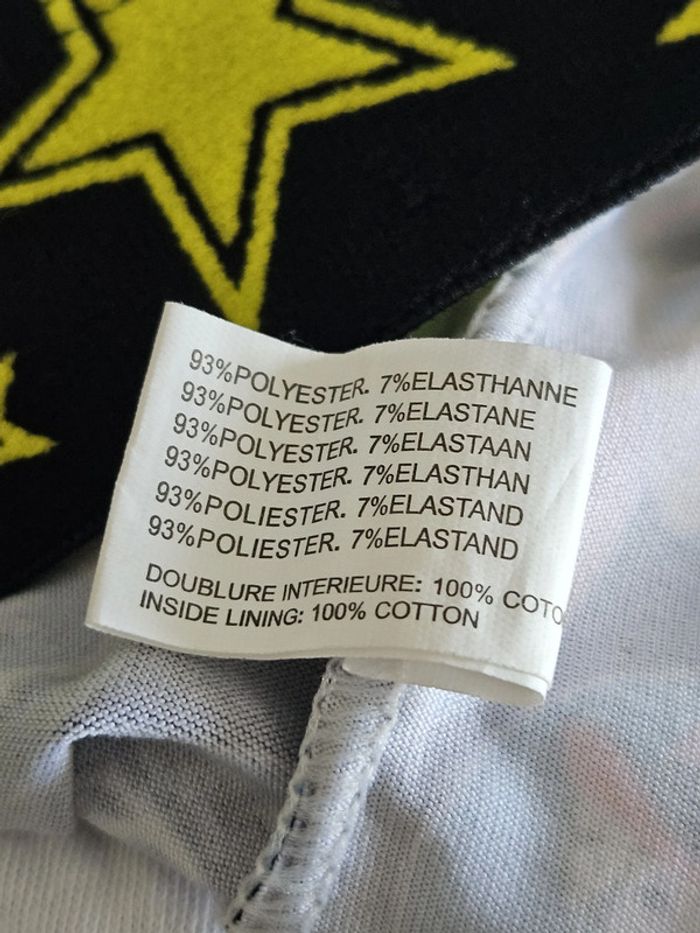 93%POLYESTER. 7%ELASTHANNE
93%POLYESTER. 7%ELASTANE
93%POLYESTER. 7%ELASTAAN
93%POLYESTER. 7%ELASTHAN
93%POLIESTER. 7%ELASTAND
93%POLIESTER. 7%ELASTAND
DOUBLURE INTERIEURE: 100% COTO
INSIDE LINING: 100% COTTON